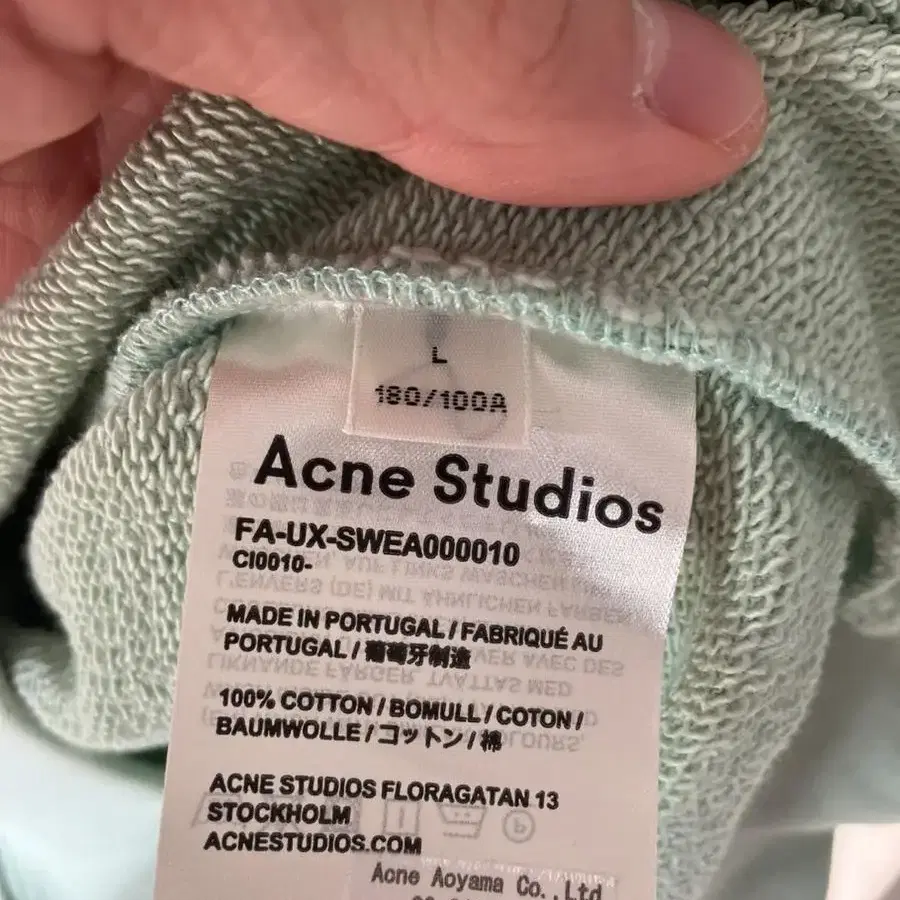 L
180/100A
Acne Studios
FA-UX-SWEA000010
CI0010-
MADE IN PORTUGAL / FABRIQUÉ AU
PORTUGAL / 葡萄牙制造
100% COTTON / BOMULL / COTON /
BAUMWOLLE / コットン / 棉
ACNE STUDIOS FLORAGATAN 13
STOCKHOLM
ACNESTUDIOS.COM
Acne Aoyama Co.,Ltd